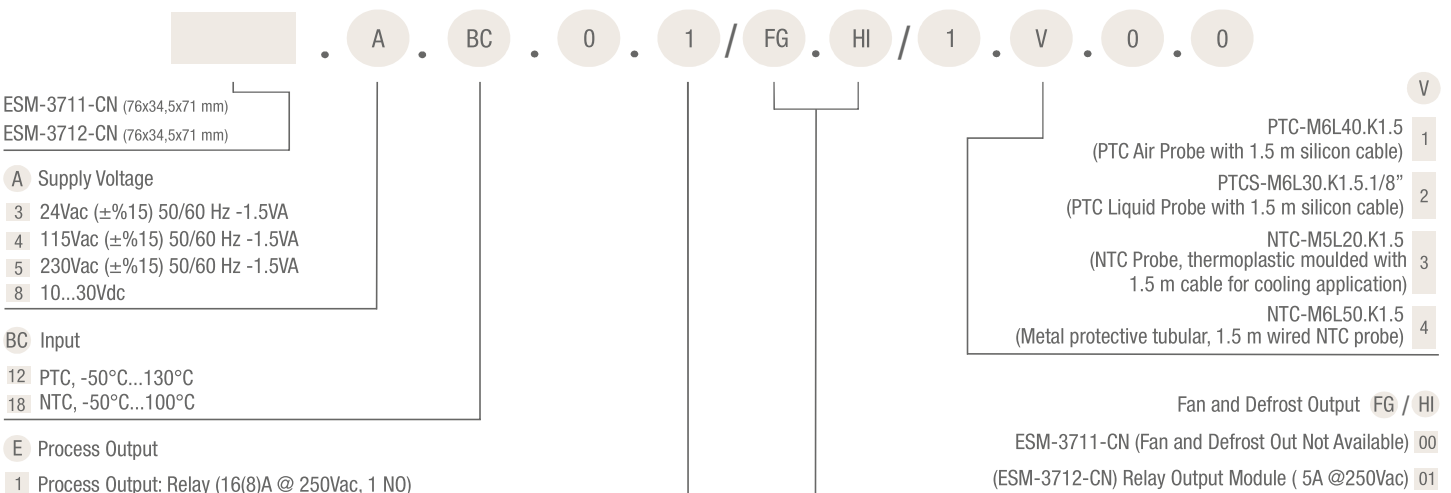 . A . BC . 0 . 1 / FG . HI / 1 . V . 0 . 0
ESM-3711-CN (76x34,5x71 mm)
ESM-3712-CN (76x34,5x71 mm)
A Supply Voltage
3 24Vac (±%15) 50/60 Hz -1.5VA
4 115Vac (±%15) 50/60 Hz -1.5VA
5 230Vac (±%15) 50/60 Hz -1.5VA
8 10...30Vdc
BC Input
12 PTC, -50°C...130°C
18 NTC, -50°C...100°C
E Process Output
1 Process Output: Relay (16(8)A @ 250Vac, 1 NO)
V
PTC-M6L40.K1.5
(PTC Air Probe with 1.5 m silicon cable) 1
PTCS-M6L30.K1.5.1/8”
(PTC Liquid Probe with 1.5 m silicon cable) 2
NTC-M5L20.K1.5
(NTC Probe, thermoplastic moulded with 3
1.5 m cable for cooling application)
NTC-M6L50.K1.5
(Metal protective tubular, 1.5 m wired NTC probe) 4
Fan and Defrost Output FG / HI
ESM-3711-CN (Fan and Defrost Out Not Available) 00
(ESM-3712-CN) Relay Output Module ( 5A @250Vac) 01